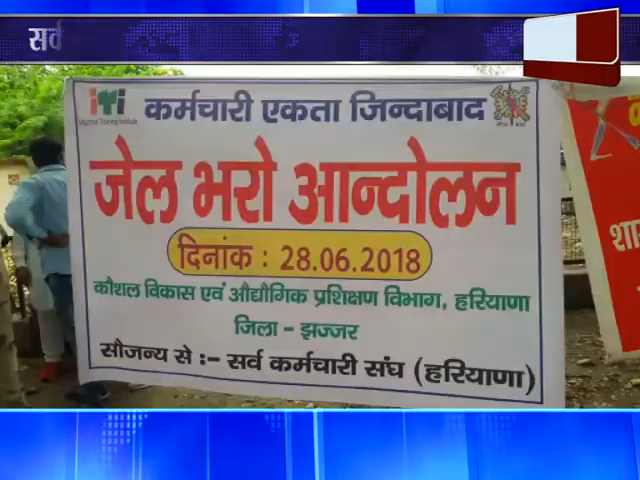 सर्व
iTi
कर्मचारी एकता जिन्दाबाद
जेल भरो आन्दोलन
दिनांक : 28.06.2018
कौशल विकास एवं औद्यौगिक प्रशिक्षण विभाग, हरियाणा
जिला - झज्जर
सौजन्य से :- सर्व कर्मचारी संघ (हरियाणा)